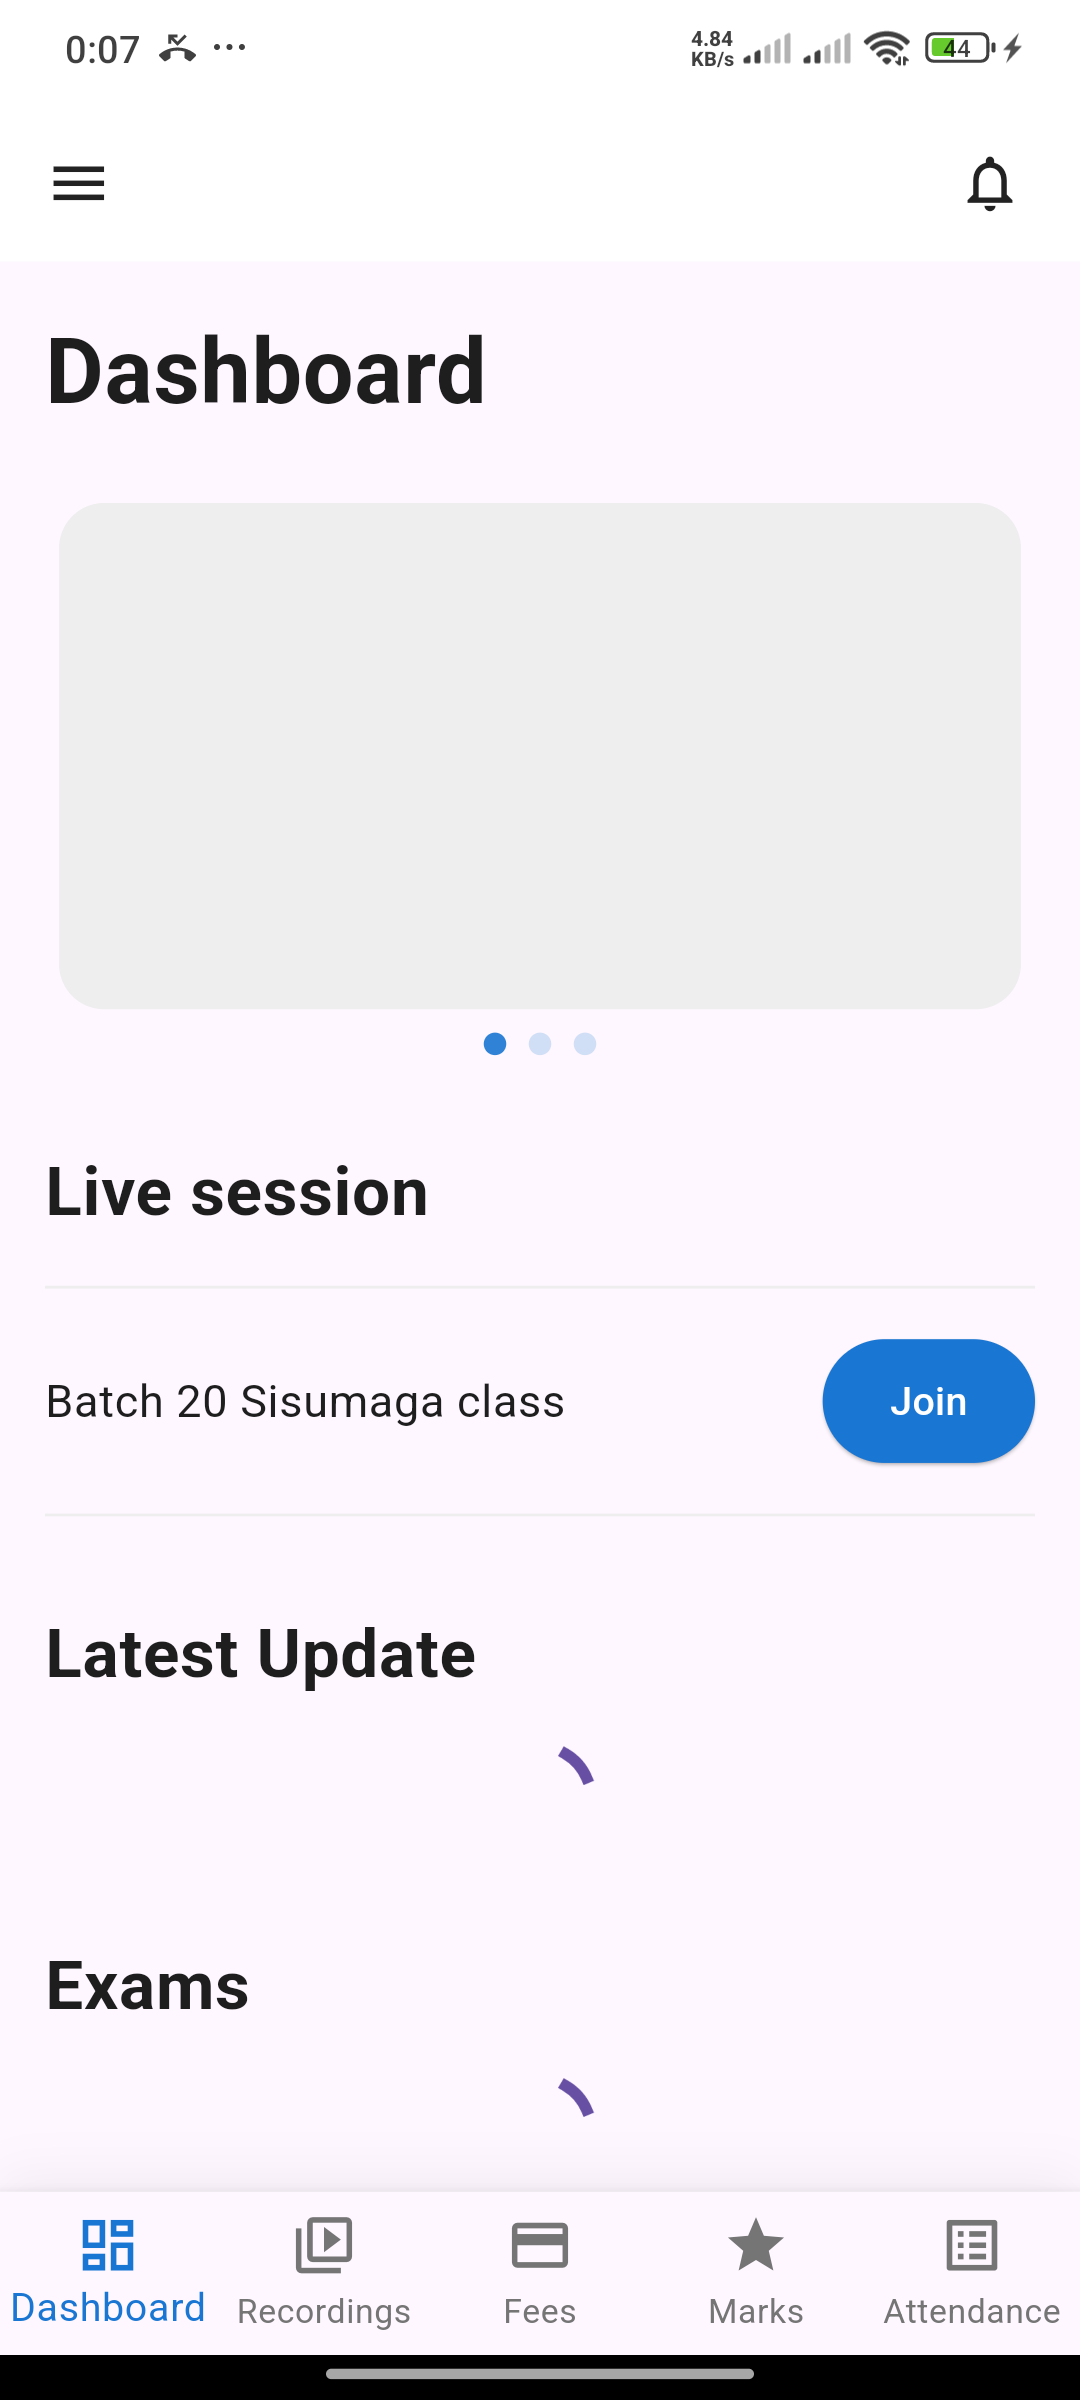 0:07
4.84
KB/s
44
Dashboard
Live session
Batch 20 Sisumaga class
Join
Latest Update
Exams
Dashboard
Recordings
Fees
Marks
Attendance